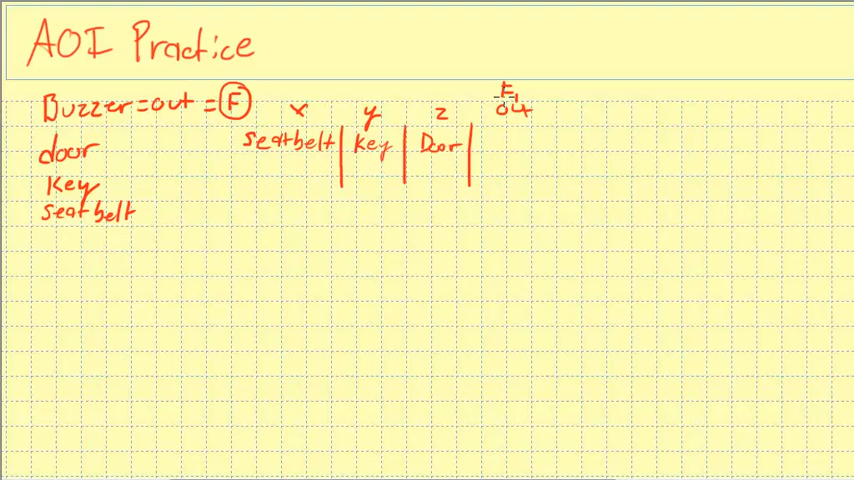 AOI Practice
Buzzer = out = F
door
Key
seatbelt
x y z F
out
seatbelt | Key | Door |